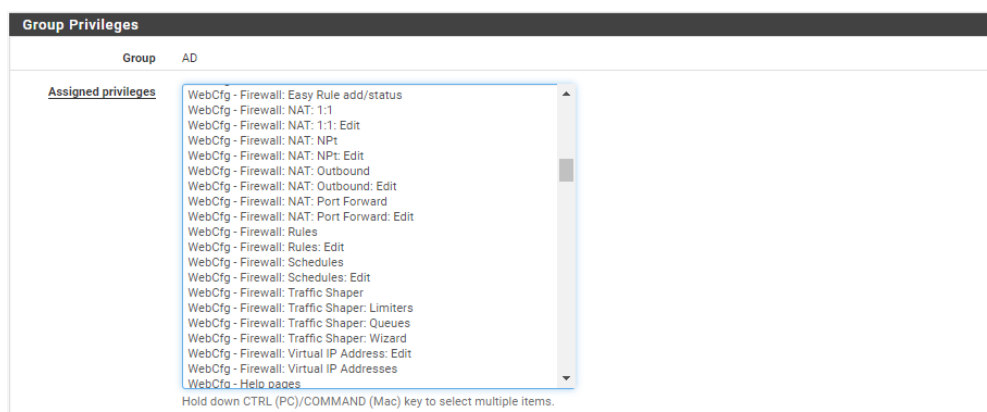 Group Privileges
Group AD
Assigned privileges
WebCfg - Firewall: Easy Rule add/status
WebCfg - Firewall: NAT: 1:1
WebCfg - Firewall: NAT: 1:1: Edit
WebCfg - Firewall: NAT: NPt
WebCfg - Firewall: NAT: NPt: Edit
WebCfg - Firewall: NAT: Outbound
WebCfg - Firewall: NAT: Outbound: Edit
WebCfg - Firewall: NAT: Port Forward
WebCfg - Firewall: NAT: Port Forward: Edit
WebCfg - Firewall: Rules
WebCfg - Firewall: Rules: Edit
WebCfg - Firewall: Schedules
WebCfg - Firewall: Schedules: Edit
WebCfg - Firewall: Traffic Shaper
WebCfg - Firewall: Traffic Shaper: Limiters
WebCfg - Firewall: Traffic Shaper: Queues
WebCfg - Firewall: Traffic Shaper: Wizard
WebCfg - Firewall: Virtual IP Address: Edit
WebCfg - Firewall: Virtual IP Addresses
WebCfg - Help pages
Hold down CTRL (PC)/COMMAND (Mac) key to select multiple items.